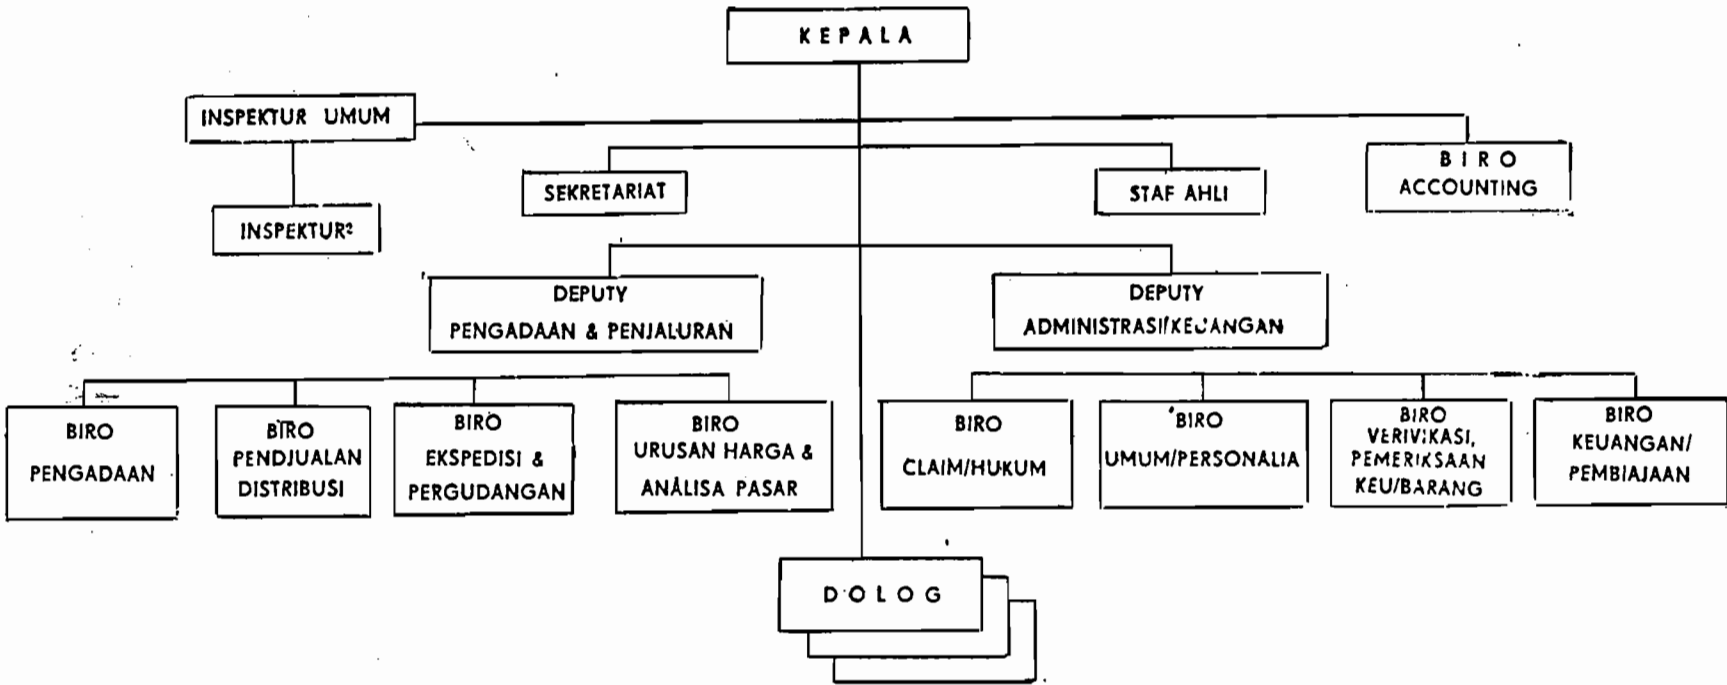 KEPALA
INSPEKTUR UMUM
BIRO
ACCOUNTING
SEKRETARIAT
STAF AHLI
INSPEKTUR²
DEPUTY
PENGADAAN & PENJALURAN
DEPUTY
ADMINISTRASI/KEUANGAN
BIRO
PENGADAAN
BIRO
PENDJUALAN
DISTRIBUSI
BIRO
EKSPEDISI &
PERGUDANGAN
BIRO
URUSAN HARGA &
ANALISA PASAR
BIRO
CLAIM/HUKUM
BIRO
UMUM/PERSONALIA
BIRO
VERIVIKASI,
PEMERIKSAAN
KEU/BARANG
BIRO
KEUANGAN/
PEMBIAJAAN
DOLOG